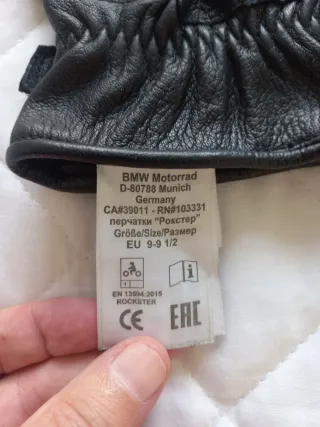 BMW Motorrad
D-80788 Munich
Germany
CA#39011 - RN#103331
перчатки "Рокстер"
Größe/Size/Размер
EU 9-9 1/2
EN 13594:2015
ROCKSTER
CE EAC